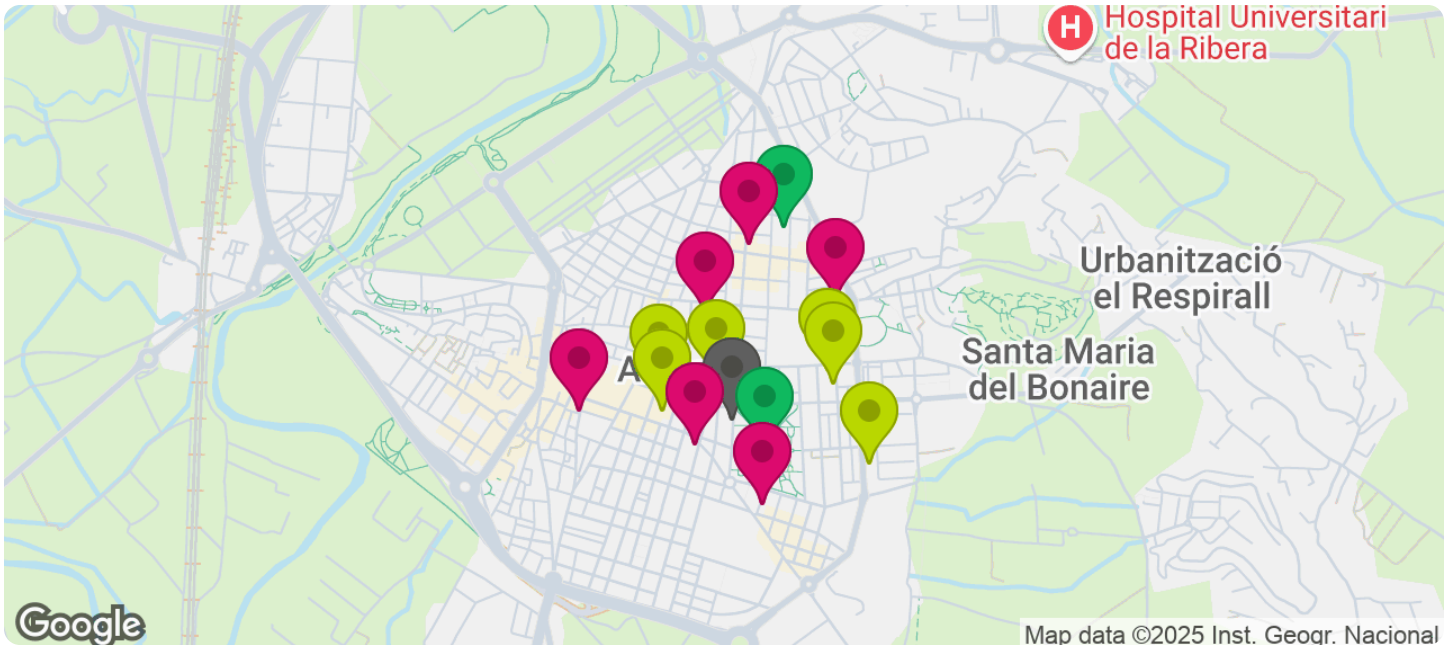 H
Hospital Universitari
de la Ribera
Urbanització
el Respirall
Santa Maria
del Bonaire
A
Google
Map data ©2025 Inst. Geogr. Nacional